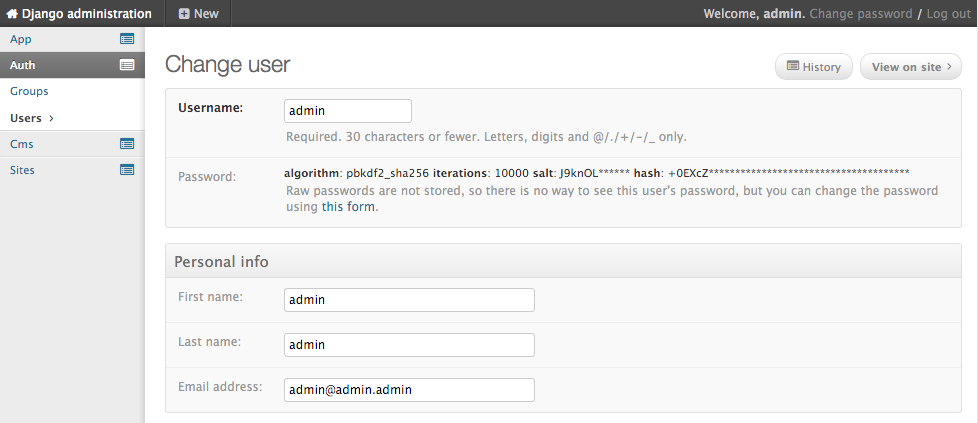 Django administration
New
Welcome, admin. Change password / Log out
App
Auth
Groups
Users
Cms
Sites
Change user
History
View on site
Username:
admin
Required. 30 characters or fewer. Letters, digits and @/./+/-/_ only.
Password:
algorithm: pbkdf2_sha256 iterations: 10000 salt: J9knOL****** hash: +0EXcZ**************************************
Raw passwords are not stored, so there is no way to see this user's password, but you can change the password
using this form.
Personal info
First name:
admin
Last name:
admin
Email address:
admin@admin.admin